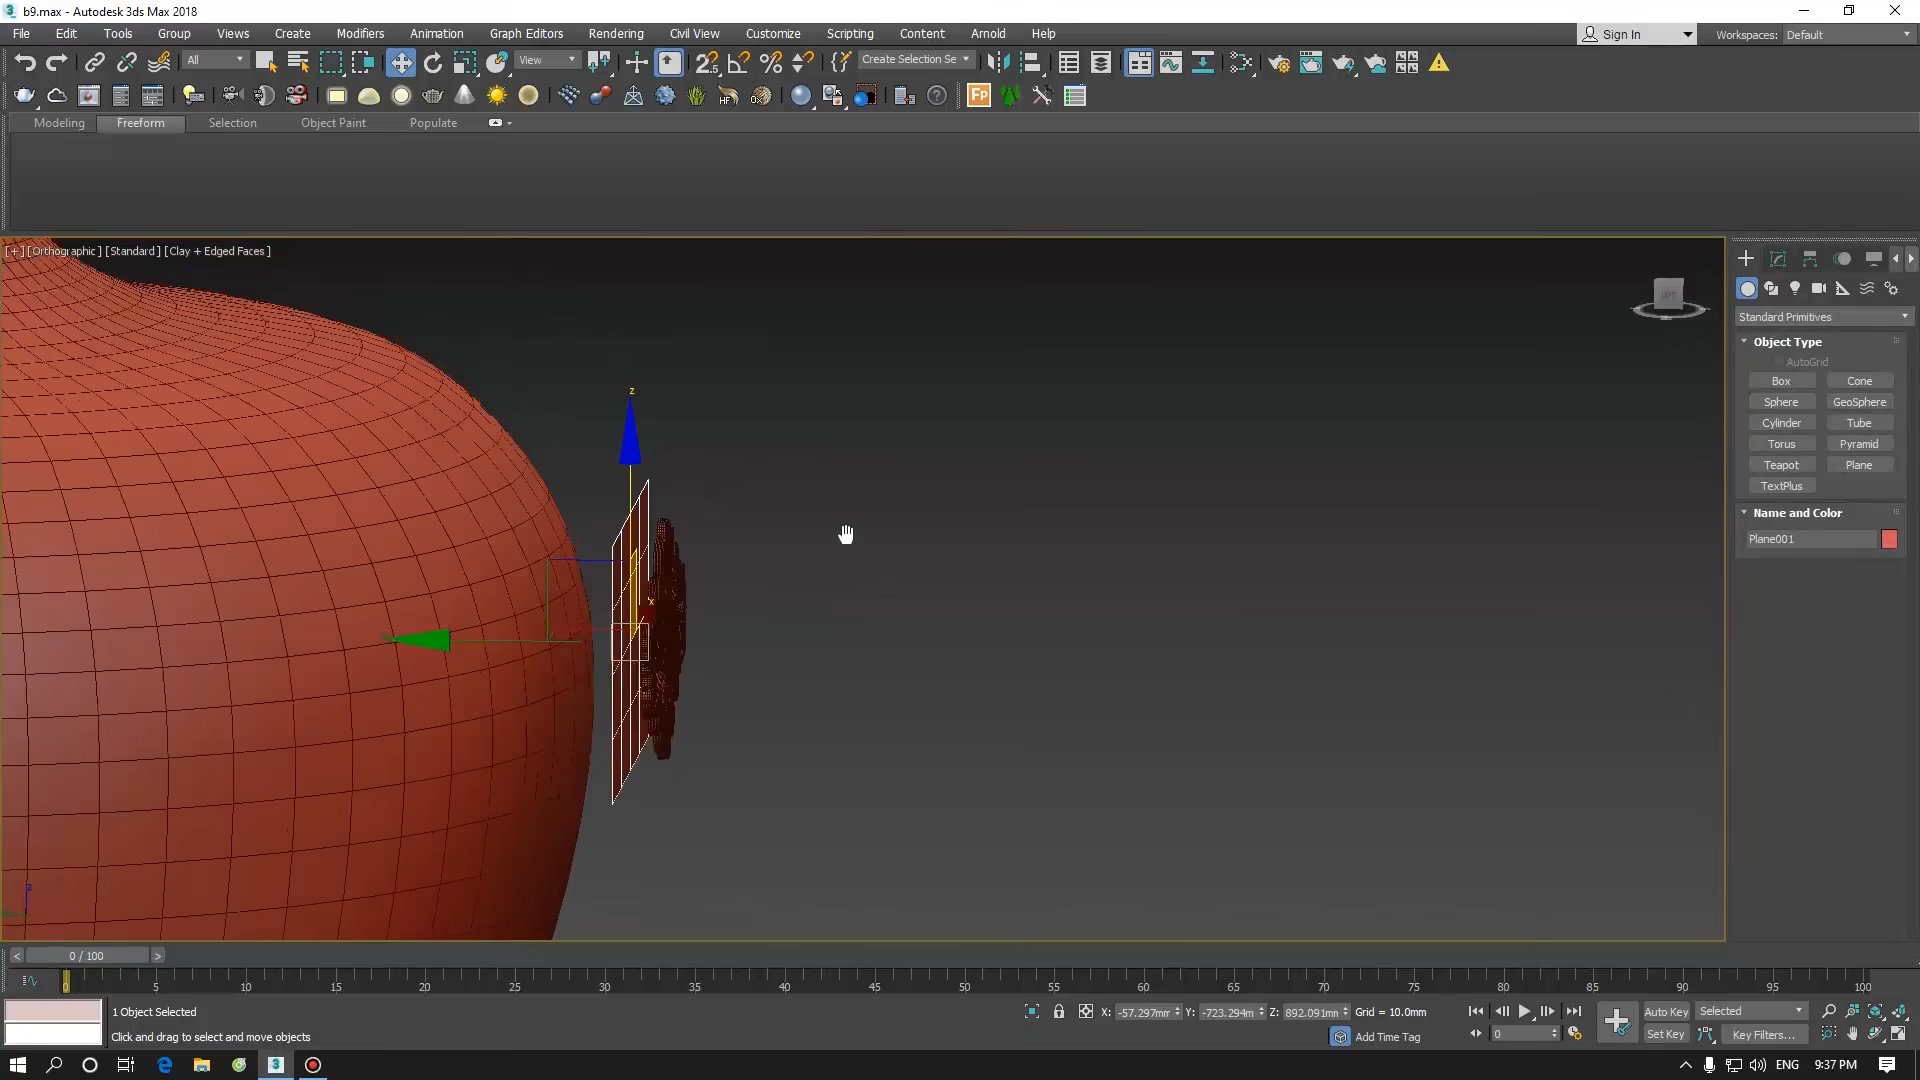 b9.max - Autodesk 3ds Max 2018
File Edit Tools Group Views Create Modifiers Animation Graph Editors Rendering Civil View Customize Scripting Content Arnold Help
Sign In Workspaces: Default
All View Create Selection Se
Modeling Freeform Selection Object Paint Populate
[+] [Orthographic] [Standard] [Clay + Edged Faces]
Standard Primitives
Object Type
AutoGrid
Box Cone
Sphere GeoSphere
Cylinder Tube
Torus Pyramid
Teapot Plane
TextPlus
Name and Color
Plane001
z
x
z
< 0 / 100 >
0 5 10 15 20 25 30 35 40 45 50 55 60 65 70 75 80 85 90 95 100
1 Object Selected
X: -57.297mm Y: -723.294m Z: 892.091mm Grid = 10.0mm
Auto Key Selected
Click and drag to select and move objects
Add Time Tag
0
Set Key Key Filters...
ENG 9:37 PM